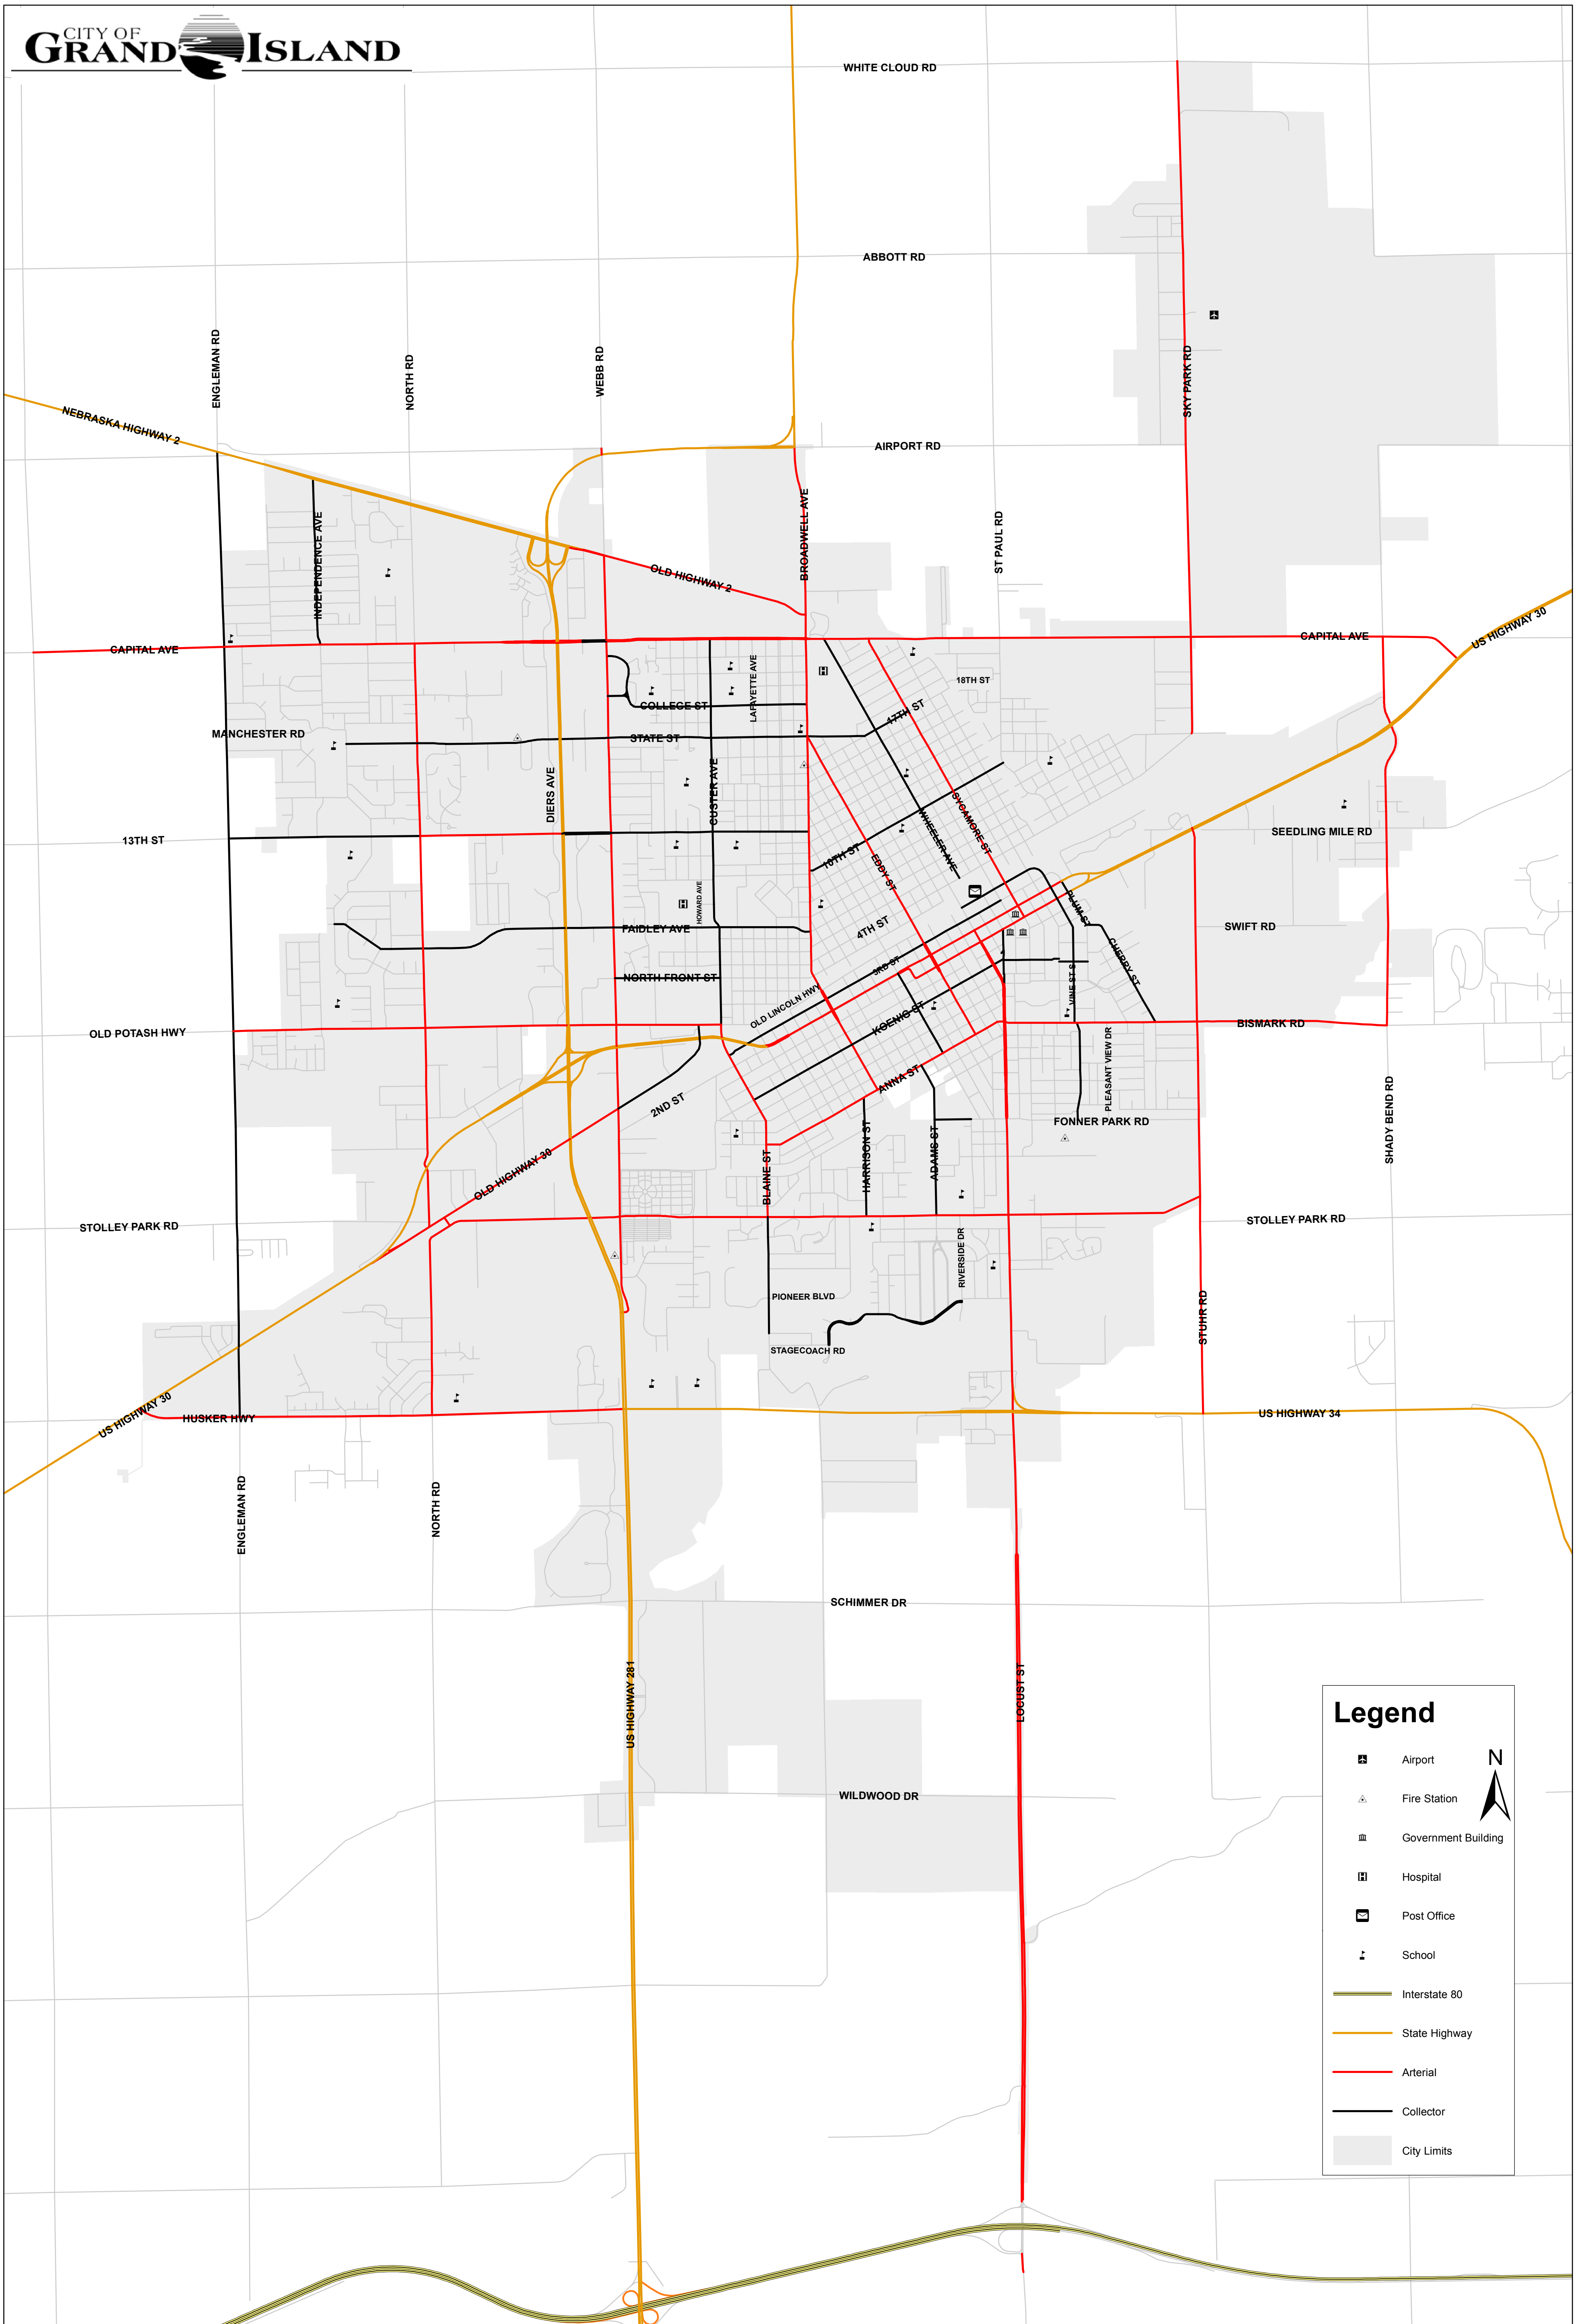 CITY OF
GRAND ISLAND
WHITE CLOUD RD
ABBOTT RD
ENGLEMAN RD
NORTH RD
WEBB RD
SKY PARK RD
NEBRASKA HIGHWAY 2
AIRPORT RD
INDEPENDENCE AVE
BROADWELL AVE
ST PAUL RD
OLD HIGHWAY 2
US HIGHWAY 30
CAPITAL AVE
CAPITAL AVE
LAFAYETTE AVE
18TH ST
COLLEGE ST
17TH ST
MANCHESTER RD
STATE ST
DIERS AVE
CUSTER AVE
SYCAMORE ST
WHEELER AVE
13TH ST
SEEDLING MILE RD
10TH ST
EDDY ST
HOWARD AVE
PLUM ST
FAIDLEY AVE
4TH ST
SWIFT RD
CHERRY ST
3RD ST
NORTH FRONT ST
VINE ST S
OLD LINCOLN HWY
KOENIG ST
OLD POTASH HWY
BISMARK RD
PLEASANT VIEW DR
ANNA ST
2ND ST
FONNER PARK RD
SHADY BEND RD
HARRISON ST
ADAMS ST
BLAINE ST
OLD HIGHWAY 30
STOLLEY PARK RD
STOLLEY PARK RD
RIVERSIDE DR
PIONEER BLVD
STUHR RD
STAGECOACH RD
US HIGHWAY 30
HUSKER HWY
US HIGHWAY 34
ENGLEMAN RD
NORTH RD
SCHIMMER DR
US HIGHWAY 281
LOCUST ST
WILDWOOD DR
Legend
N
Airport
Fire Station
Government Building
Hospital
Post Office
School
Interstate 80
State Highway
Arterial
Collector
City Limits